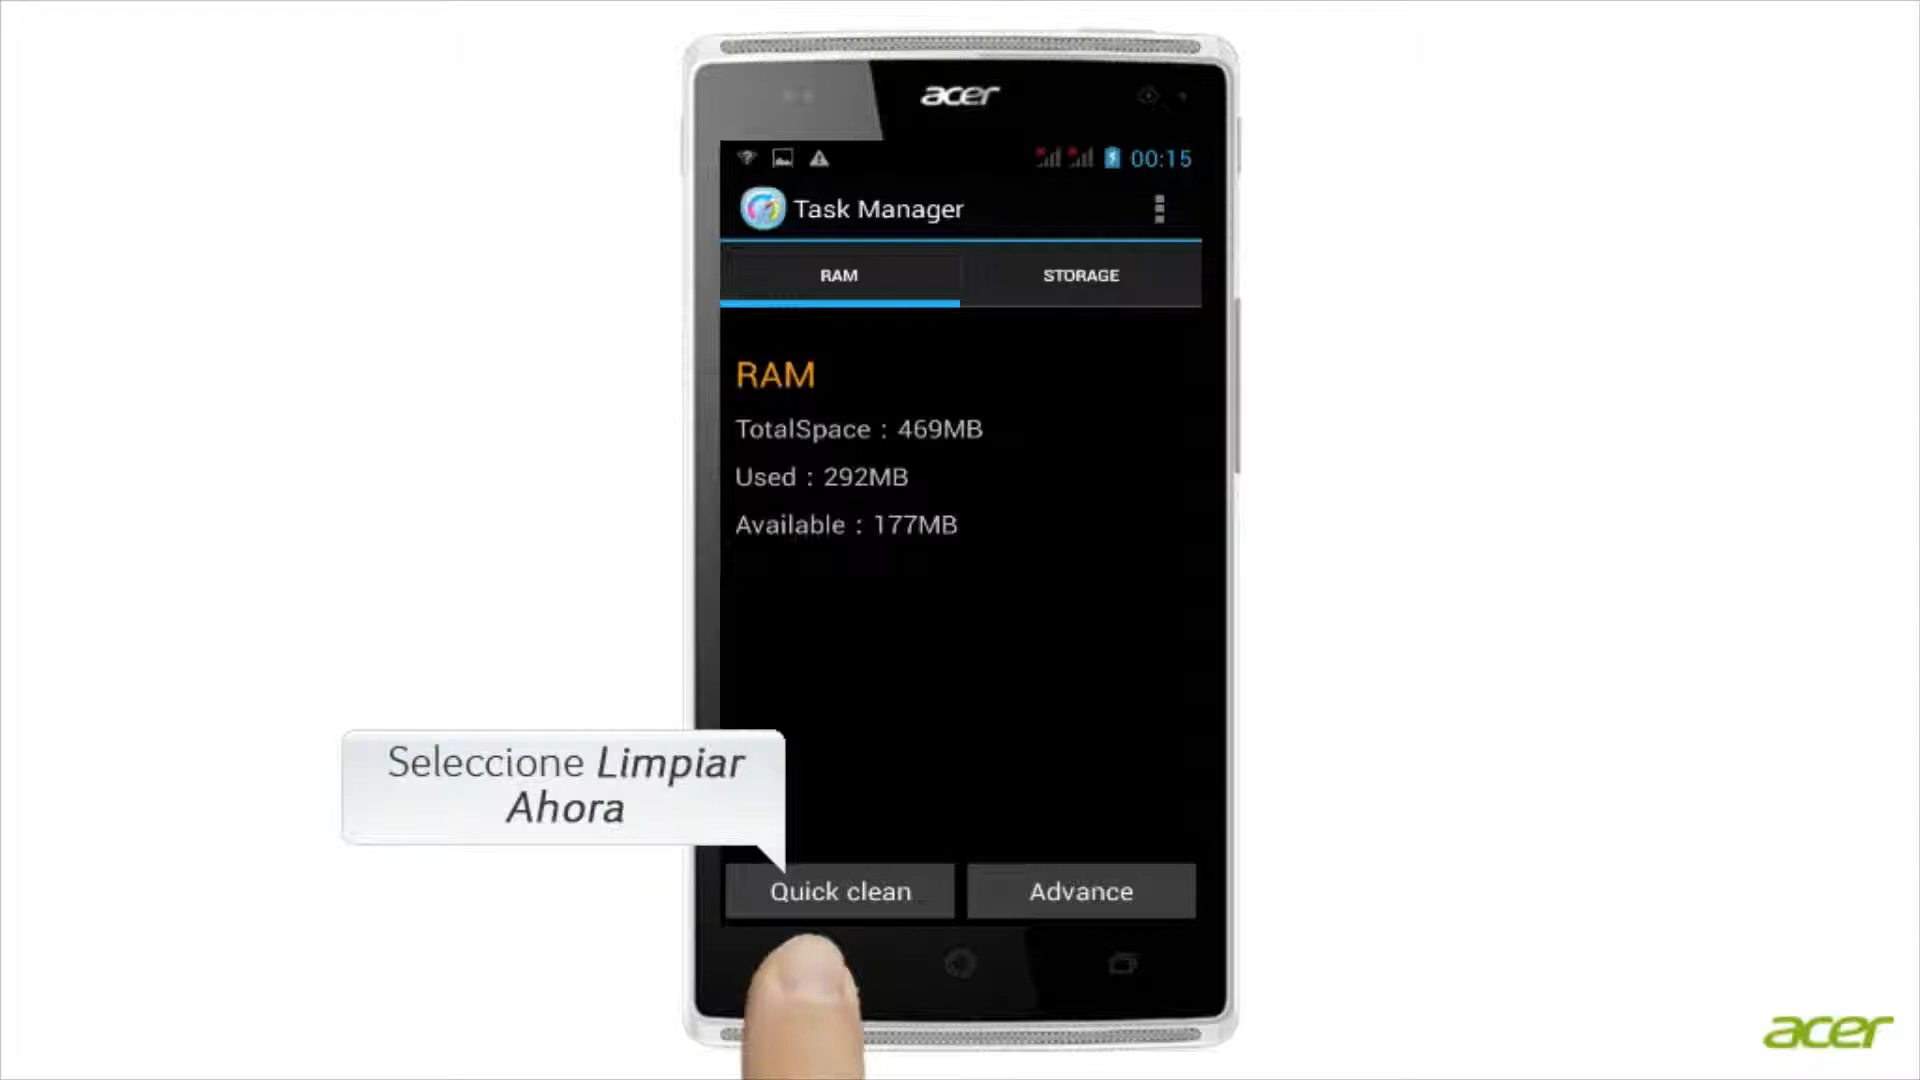 acer
00:15
Task Manager
RAM
STORAGE
RAM
TotalSpace : 469MB
Used : 292MB
Available : 177MB
Seleccione Limpiar
Ahora
Quick clean
Advance
acer